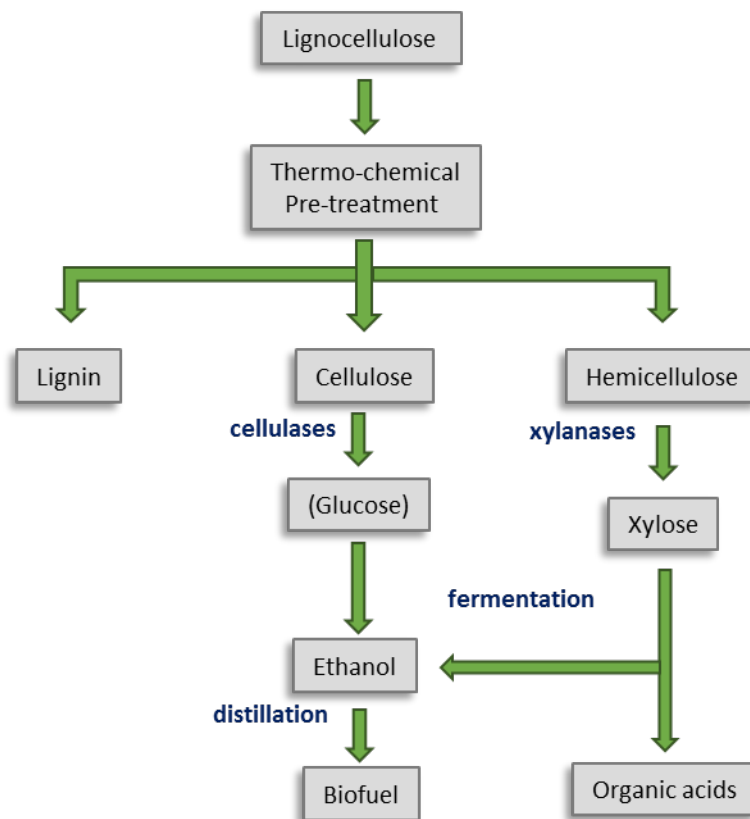 Lignocellulose
Thermo-chemical
Pre-treatment
Lignin
Cellulose
Hemicellulose
cellulases
xylanases
(Glucose)
Xylose
fermentation
Ethanol
distillation
Biofuel
Organic acids